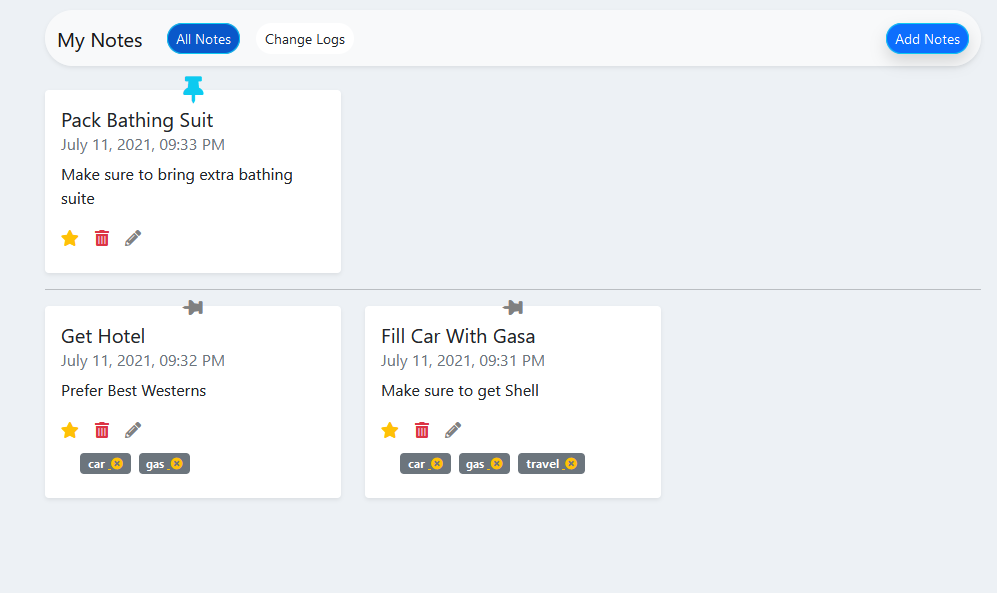 My Notes All Notes Change Logs Add Notes
Pack Bathing Suit
July 11, 2021, 09:33 PM
Make sure to bring extra bathing
suite
Get Hotel
July 11, 2021, 09:32 PM
Prefer Best Westerns
car gas
Fill Car With Gasa
July 11, 2021, 09:31 PM
Make sure to get Shell
car gas travel